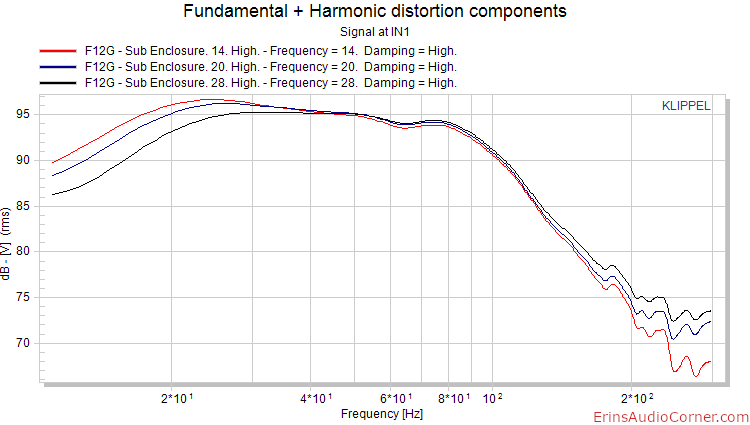 Fundamental + Harmonic distortion components
Signal at IN1
F12G - Sub Enclosure. 14. High. - Frequency = 14.  Damping = High.
F12G - Sub Enclosure. 20. High. - Frequency = 20.  Damping = High.
F12G - Sub Enclosure. 28. High. - Frequency = 28.  Damping = High.
KLIPPEL
95
90
85
80
75
70
dB - [V]  (rms)
2*10¹ 4*10¹ 6*10¹ 8*10¹ 10² 2*10²
Frequency [Hz]
ErinsAudioCorner.com